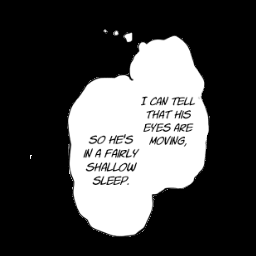 I CAN TELL
THAT HIS
EYES ARE
MOVING,
SO HE'S
IN A FAIRLY
SHALLOW
SLEEP.